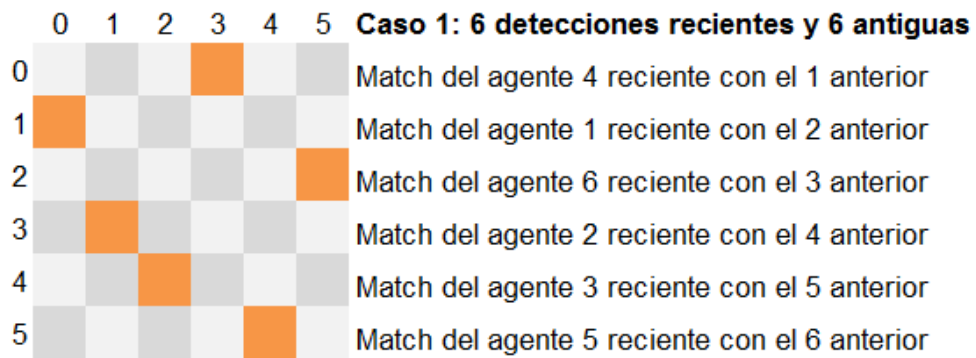 0 1 2 3 4 5 Caso 1: 6 detecciones recientes y 6 antiguas
0 Match del agente 4 reciente con el 1 anterior
1 Match del agente 1 reciente con el 2 anterior
2 Match del agente 6 reciente con el 3 anterior
3 Match del agente 2 reciente con el 4 anterior
4 Match del agente 3 reciente con el 5 anterior
5 Match del agente 5 reciente con el 6 anterior